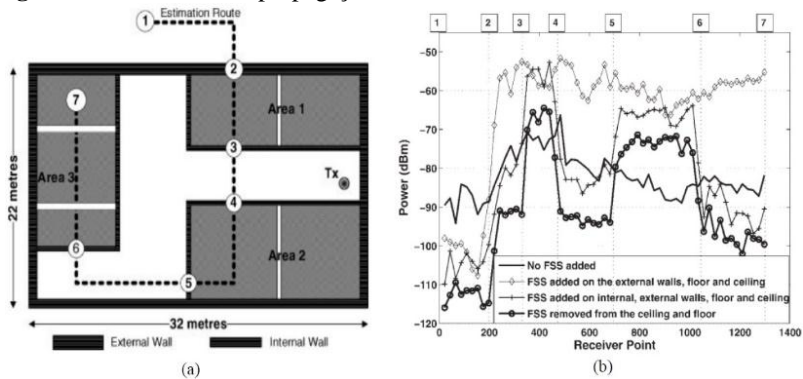 1 Estimation Route
2
7
Area 1
3
Area 3
Tx
4
6
Area 2
5
22 metres
32 metres
External Wall
Internal Wall
(a)
1 2 3 4 5 6 7
-50
-60
-70
-80
-90
-100
-110
-120
Power (dBm)
No FSS added
FSS added on the external walls, floor and ceiling
FSS added on internal, external walls, floor and ceiling
FSS removed from the ceiling and floor
0 200 400 600 800 1000 1200 1400
Receiver Point
(b)